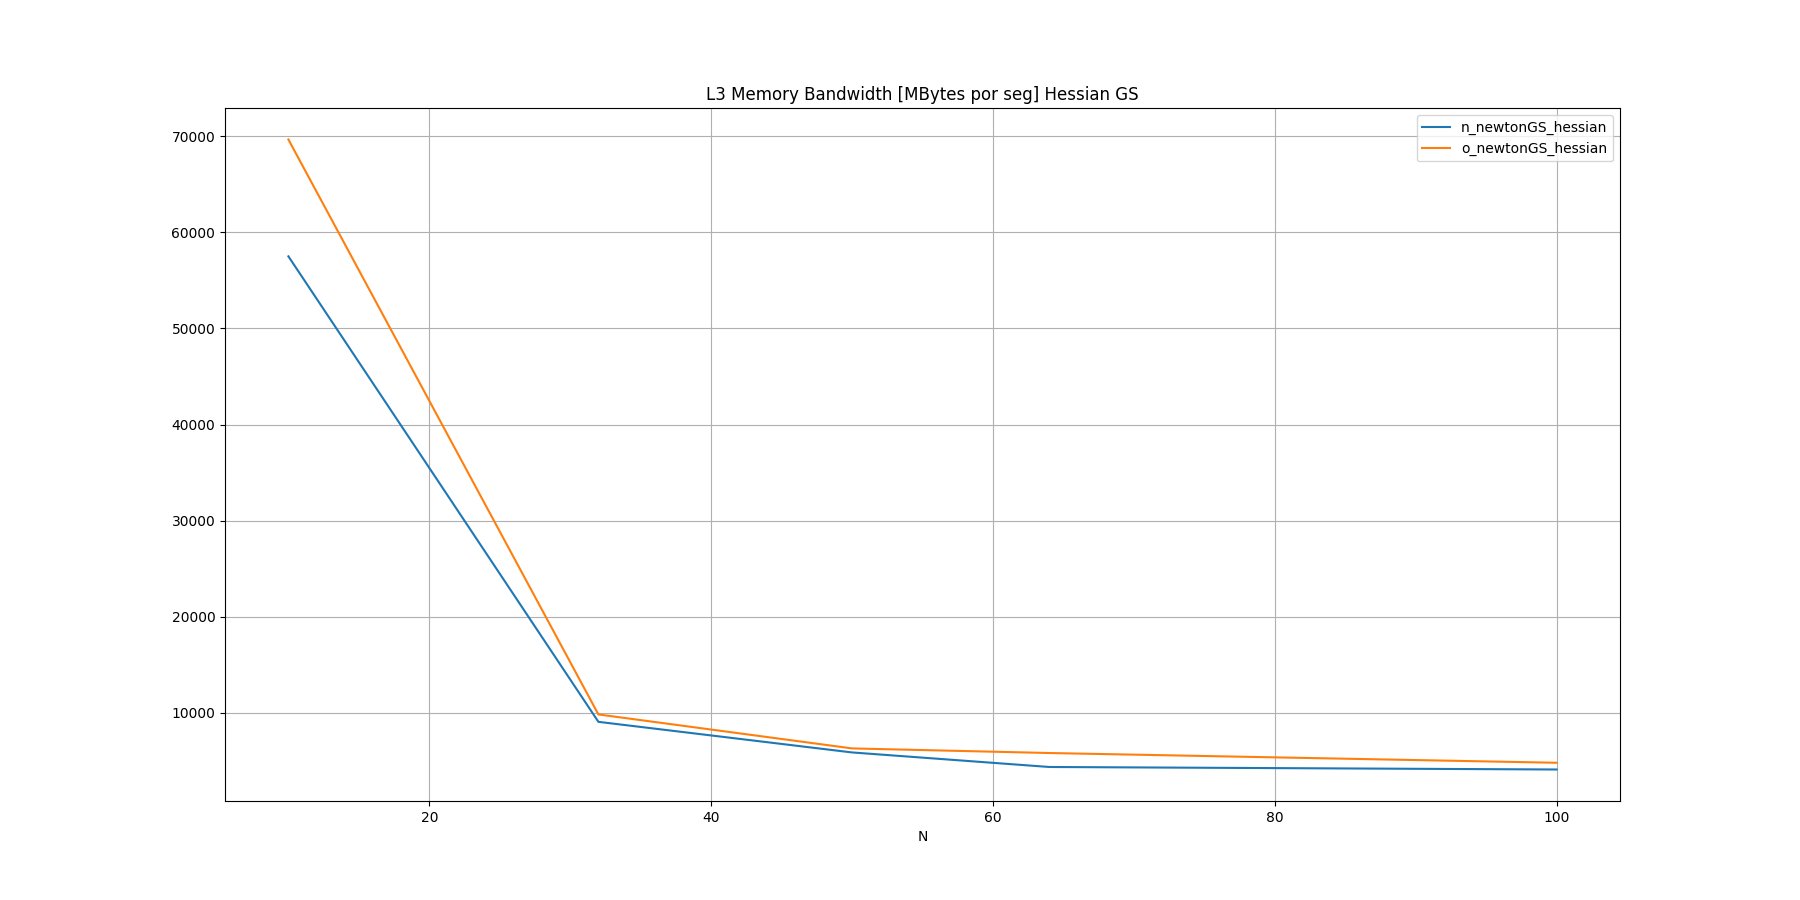 L3 Memory Bandwidth [MBytes por seg] Hessian GS
n_newtonGS_hessian
o_newtonGS_hessian
70000
60000
50000
40000
30000
20000
10000
20 40 60 80 100
N